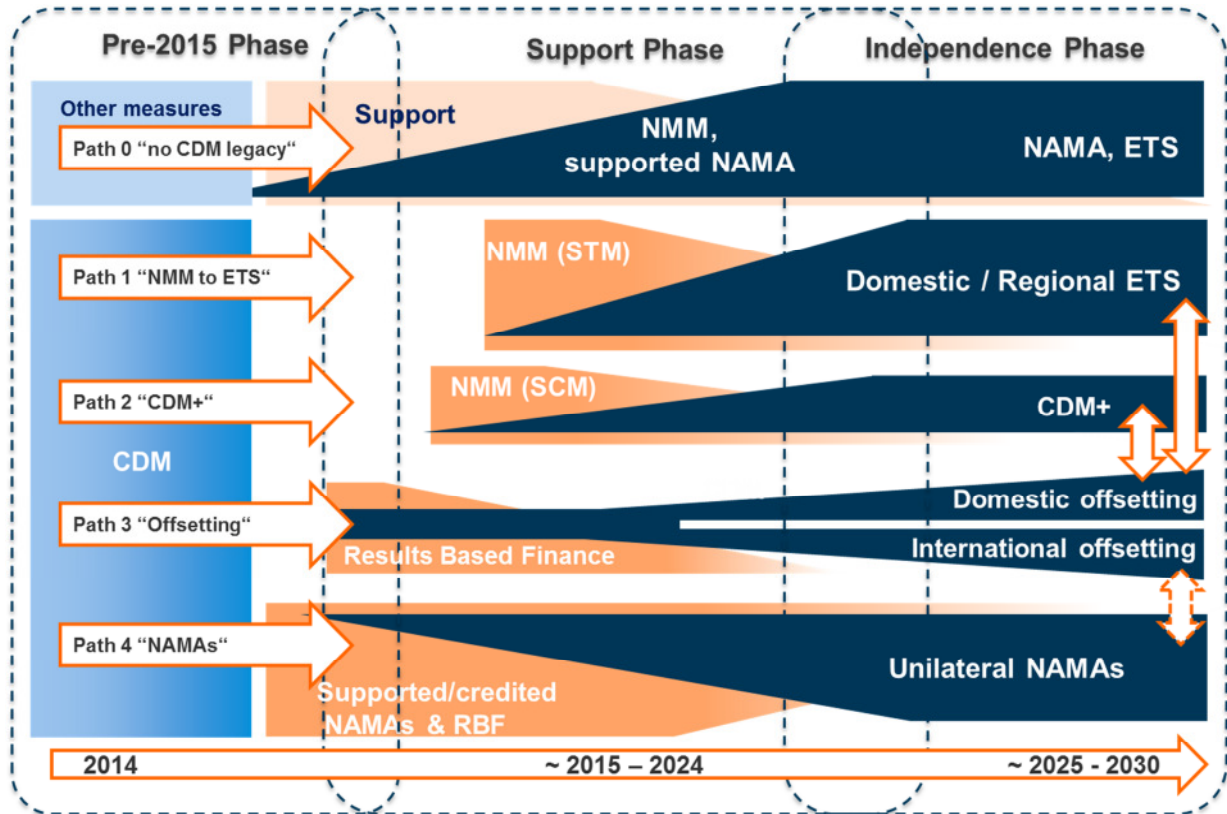 Pre-2015 Phase
Support Phase
Independence Phase
Other measures
Support
Path 0 “no CDM legacy“
NMM,
supported NAMA
NAMA, ETS
NMM (STM)
Path 1 “NMM to ETS“
Domestic / Regional ETS
NMM (SCM)
Path 2 “CDM+“
CDM+
CDM
Domestic offsetting
Path 3 “Offsetting“
International offsetting
Results Based Finance
Path 4 “NAMAs“
Unilateral NAMAs
Supported/credited
NAMAs & RBF
2014
~ 2015 – 2024
~ 2025 - 2030